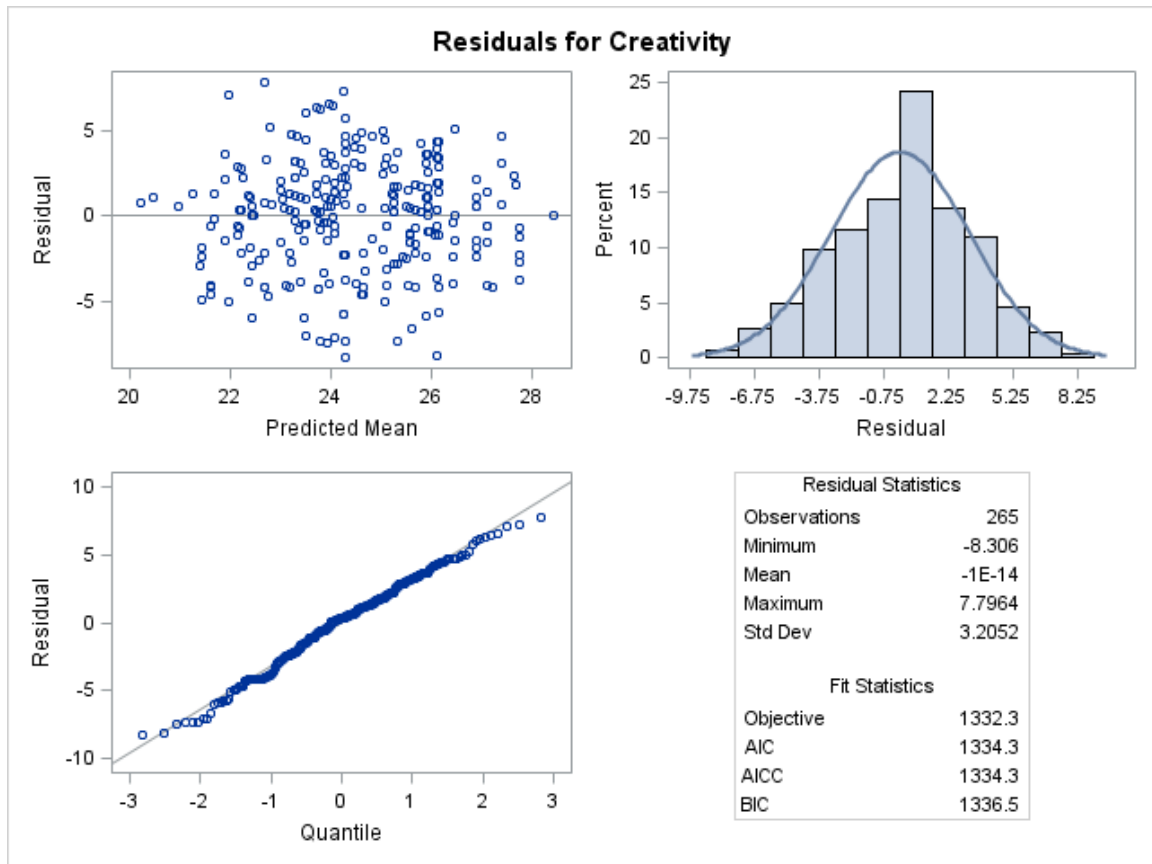 Residuals for Creativity
5
0
-5
Residual
20 22 24 26 28
Predicted Mean
25
20
15
10
5
0
Percent
-9.75 -6.75 -3.75 -0.75 2.25 5.25 8.25
Residual
10
5
0
-5
-10
Residual
-3 -2 -1 0 1 2 3
Quantile
Residual Statistics
Observations 265
Minimum -8.306
Mean -1E-14
Maximum 7.7964
Std Dev 3.2052
Fit Statistics
Objective 1332.3
AIC 1334.3
AICC 1334.3
BIC 1336.5